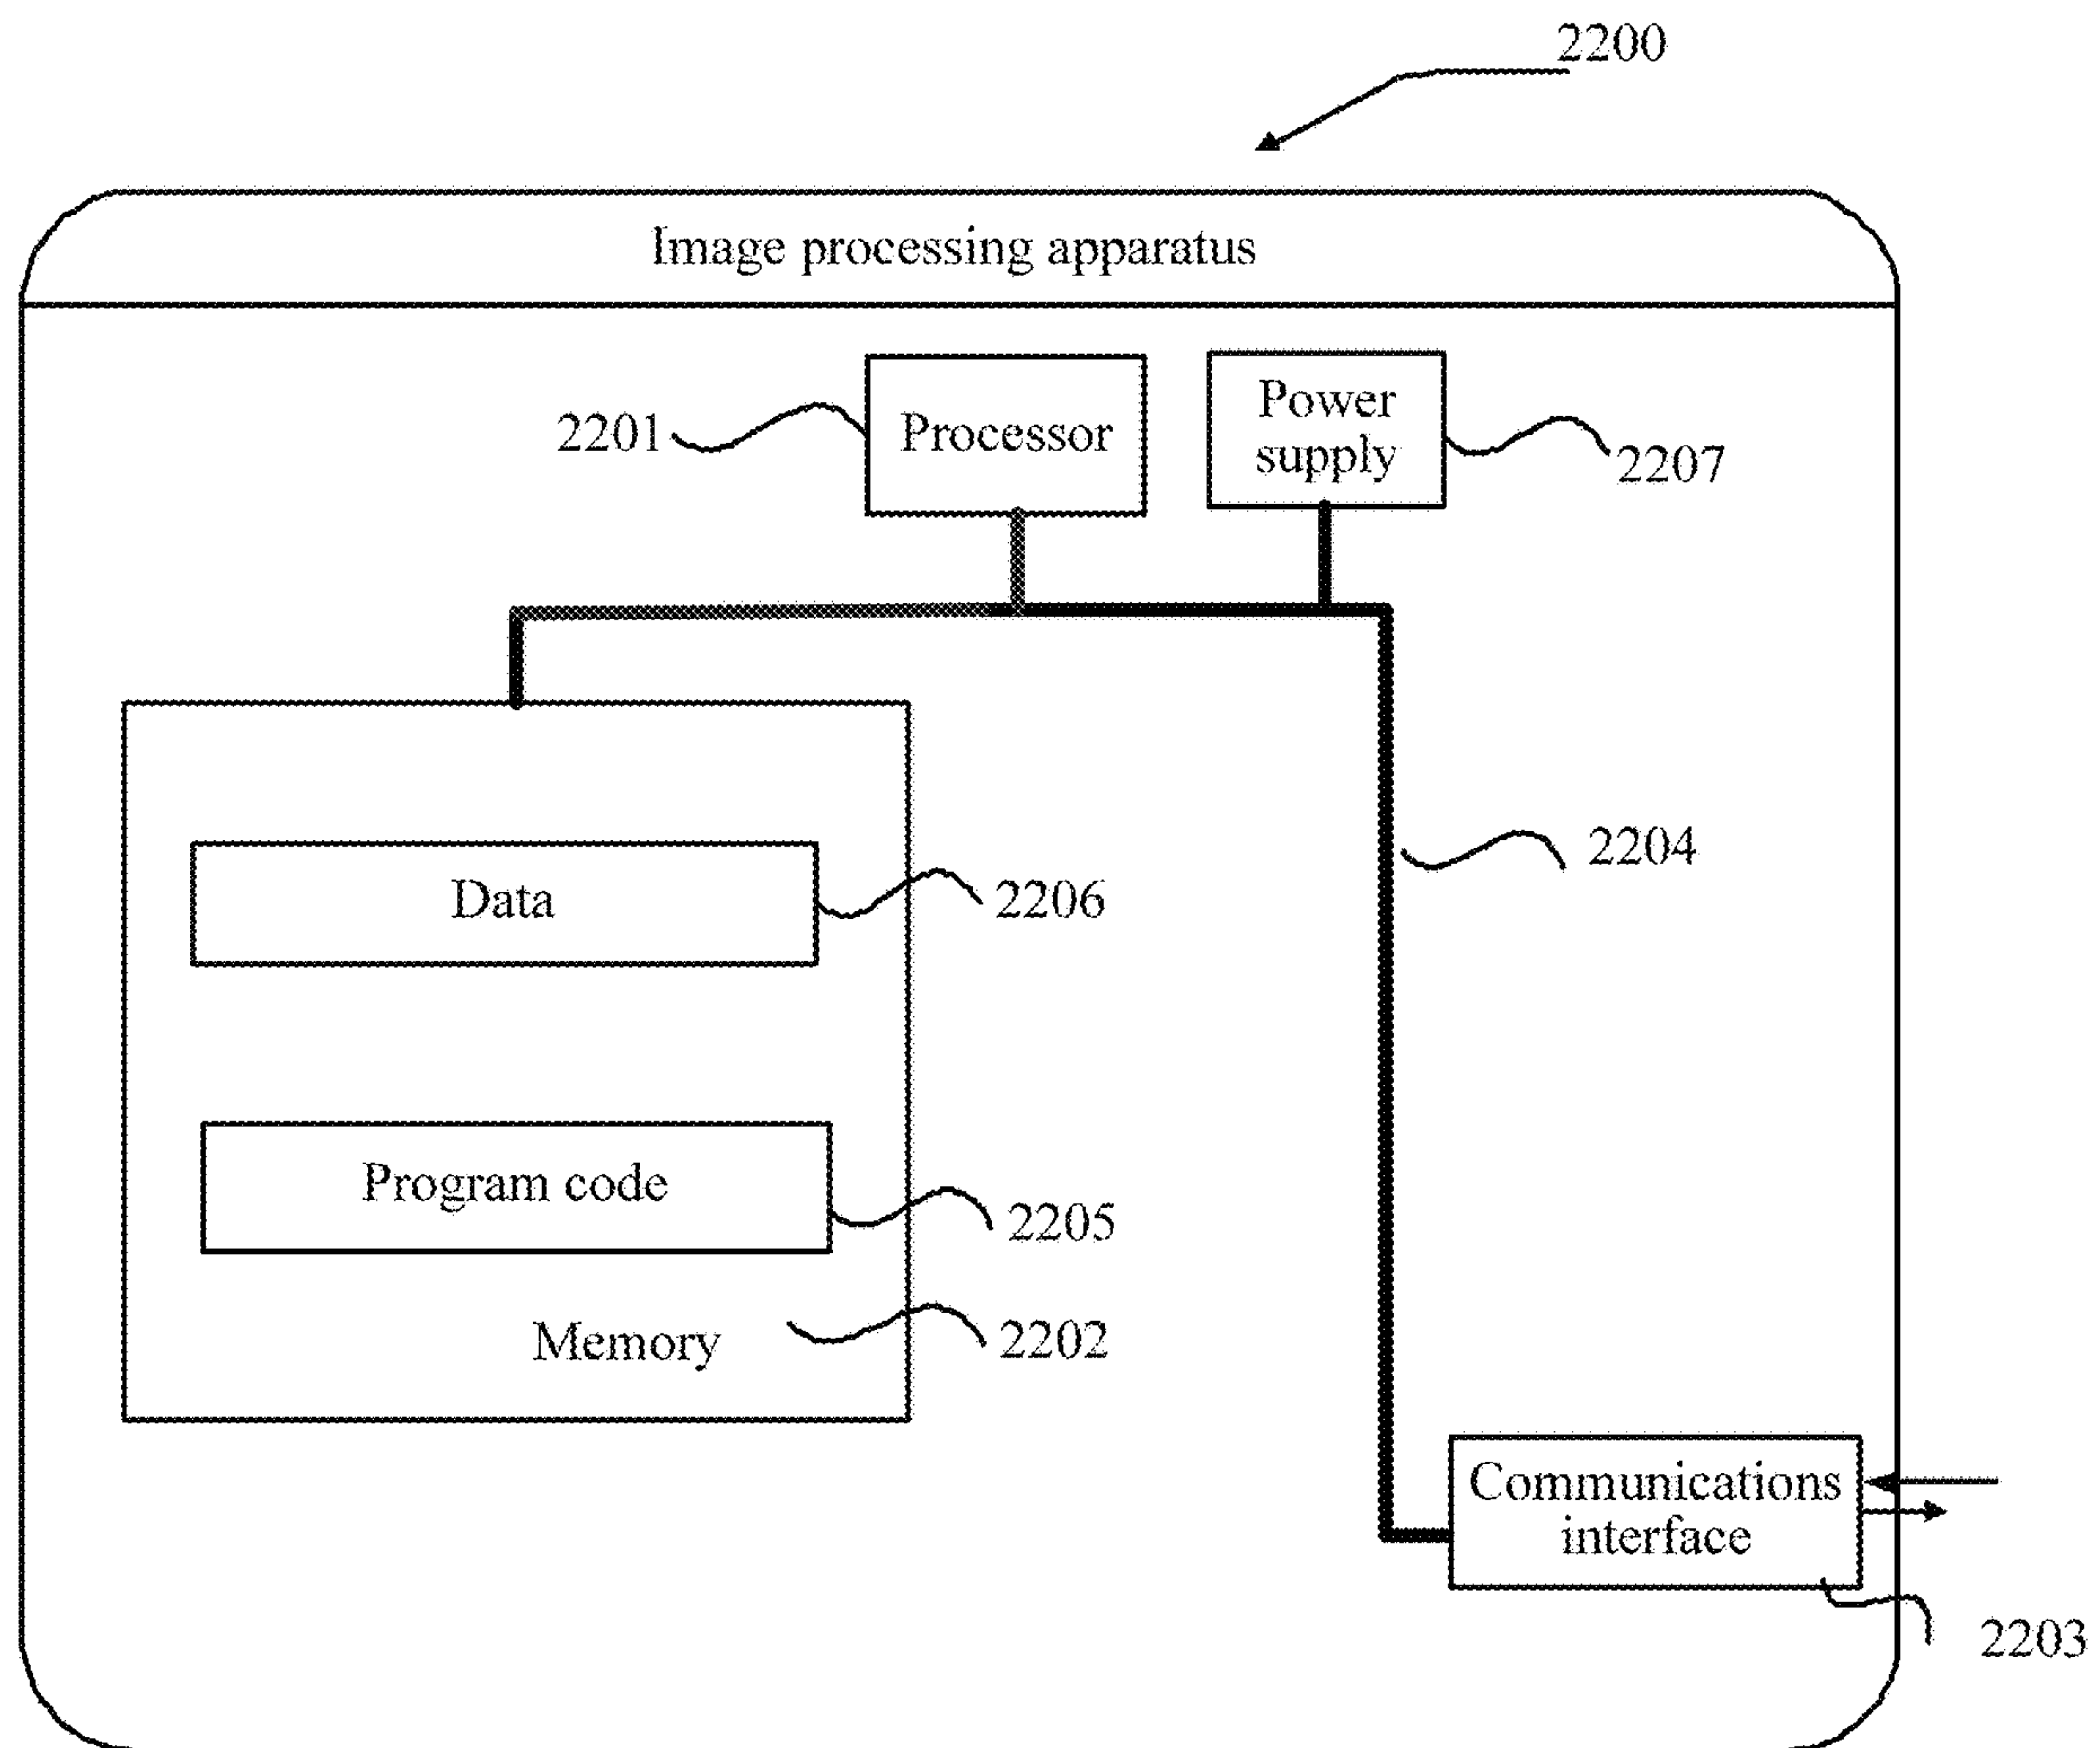 2200
Image processing apparatus
2201
Processor
Power
supply
2207
2204
Data
2206
Program code
2205
Memory
2202
Communications
interface
2203